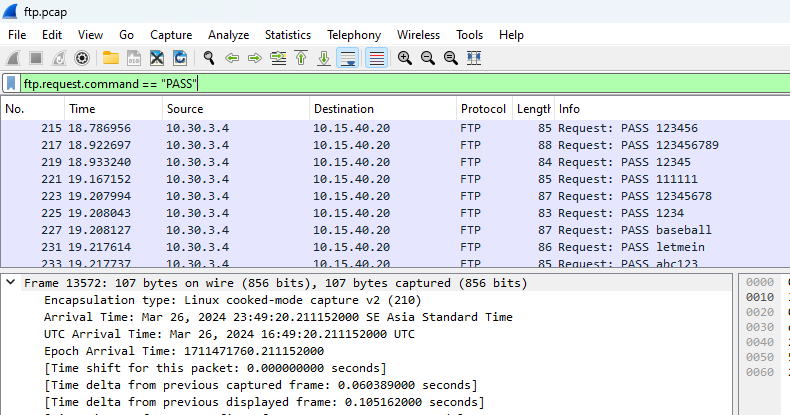 ftp.pcap
File Edit View Go Capture Analyze Statistics Telephony Wireless Tools Help
ftp.request.command == "PASS"
No. Time Source Destination Protocol Length Info
215 18.786956 10.30.3.4 10.15.40.20 FTP 85 Request: PASS 123456
217 18.922697 10.30.3.4 10.15.40.20 FTP 88 Request: PASS 123456789
219 18.933240 10.30.3.4 10.15.40.20 FTP 84 Request: PASS 12345
221 19.167152 10.30.3.4 10.15.40.20 FTP 85 Request: PASS 111111
223 19.207994 10.30.3.4 10.15.40.20 FTP 87 Request: PASS 12345678
225 19.208043 10.30.3.4 10.15.40.20 FTP 83 Request: PASS 1234
227 19.208127 10.30.3.4 10.15.40.20 FTP 87 Request: PASS baseball
231 19.217614 10.30.3.4 10.15.40.20 FTP 86 Request: PASS letmein
233 19.217737 10.30.3.4 10.15.40.20 FTP 85 Request: PASS abc123
Frame 13572: 107 bytes on wire (856 bits), 107 bytes captured (856 bits)
Encapsulation type: Linux cooked-mode capture v2 (210)
Arrival Time: Mar 26, 2024 23:49:20.211152000 SE Asia Standard Time
UTC Arrival Time: Mar 26, 2024 16:49:20.211152000 UTC
Epoch Arrival Time: 1711471760.211152000
[Time shift for this packet: 0.000000000 seconds]
[Time delta from previous captured frame: 0.060389000 seconds]
[Time delta from previous displayed frame: 0.105162000 seconds]
0000
0010
0020
0030
0040
0050
0060